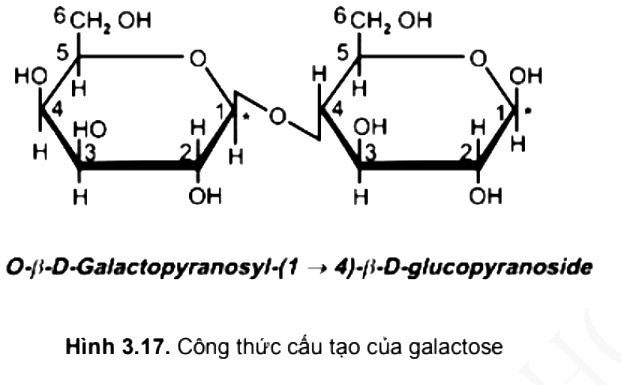 6CH2 OH 6CH2 OH
5 O 5 O
HO H H H OH
4 HO H 1 * O 4 OH H 1 *
H 3 2 H 3 2 H
H OH H OH
O-β-D-Galactopyranosyl-(1 → 4)-β-D-glucopyranoside
Hình 3.17. Công thức cấu tạo của galactose